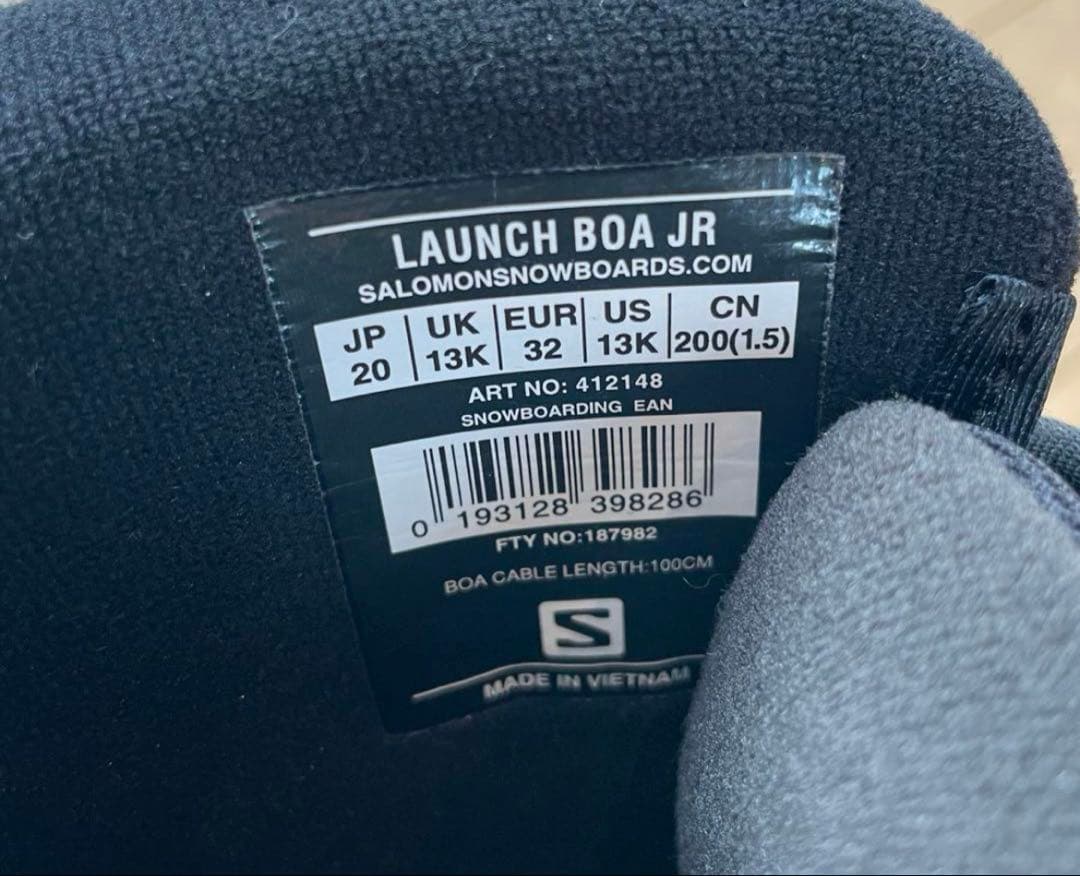 LAUNCH BOA JR
SALOMONSNOWBOARDS.COM
JP UK EUR US CN
20 13K 32 13K 200(1.5)
ART NO: 412148
SNOWBOARDING EAN
0 193128 398286
FTY NO:187982
BOA CABLE LENGTH:100CM
S
MADE IN VIETNAM